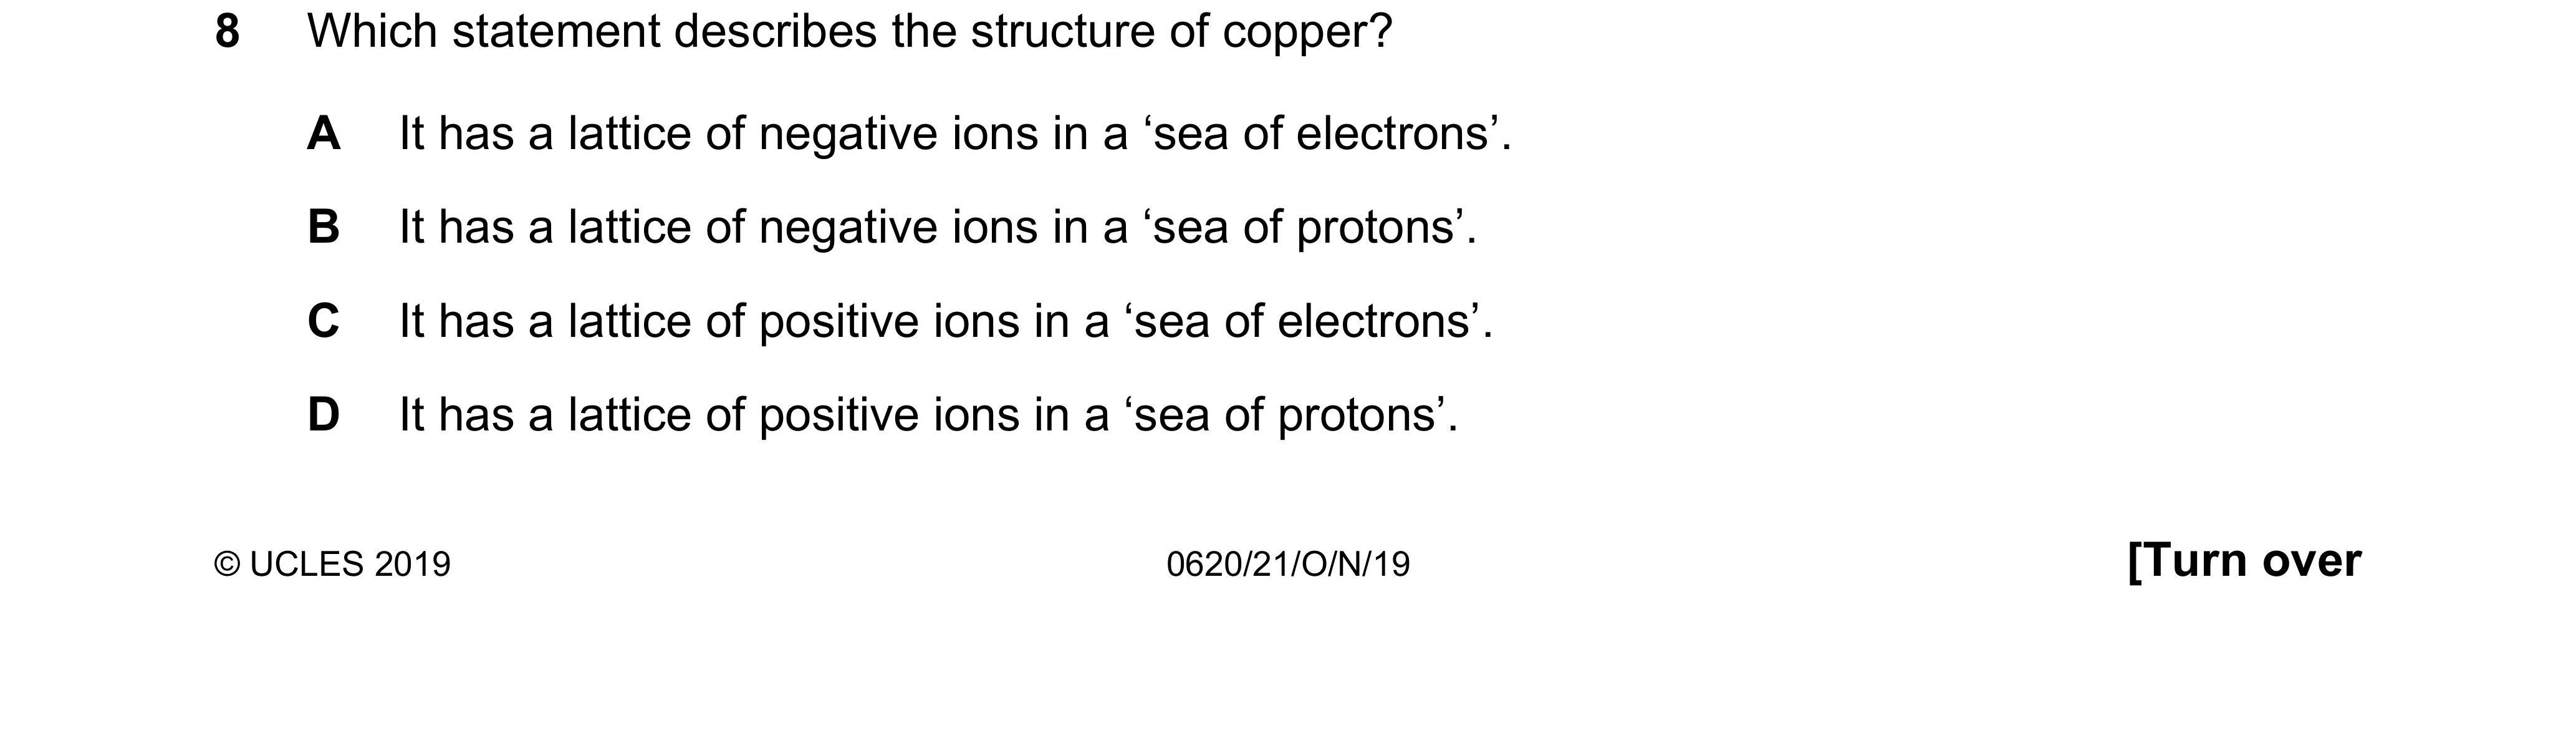 8 Which statement describes the structure of copper?
A It has a lattice of negative ions in a ‘sea of electrons’.
B It has a lattice of negative ions in a ‘sea of protons’.
C It has a lattice of positive ions in a ‘sea of electrons’.
D It has a lattice of positive ions in a ‘sea of protons’.
© UCLES 2019 0620/21/O/N/19 [Turn over